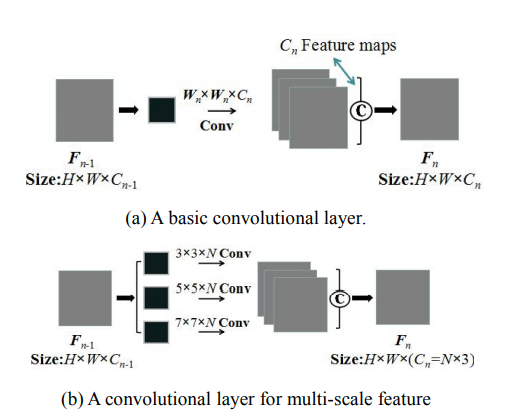 Cₙ Feature maps
Wₙ×Wₙ×Cₙ
C
Conv
Fₙ₋₁
Fₙ
Size:H×W×Cₙ₋₁
Size:H×W×Cₙ
(a) A basic convolutional layer.
3×3×N Conv
5×5×N Conv
C
7×7×N Conv
Fₙ₋₁
Fₙ
Size:H×W×Cₙ₋₁
Size:H×W×(Cₙ=N×3)
(b) A convolutional layer for multi-scale feature